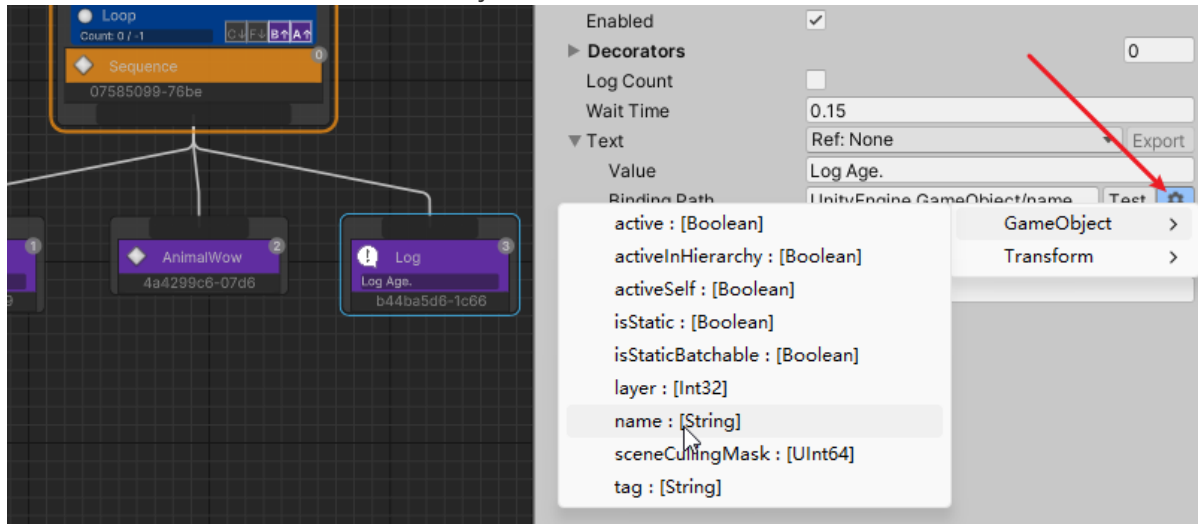 Loop
Count: 0 / -1
C↓ F↓ B↑ A↑
0
Sequence
07585099-76be
1
9
AnimalWow
2
4a4299c6-07d6
Log
3
Log Age.
b44ba5d6-1c66
Enabled
Decorators 0
Log Count
Wait Time 0.15
Text Ref: None Export
Value Log Age.
Binding Path UnityEngine.GameObject/name Test
GameObject >
Transform >
active : [Boolean]
activeInHierarchy : [Boolean]
activeSelf : [Boolean]
isStatic : [Boolean]
isStaticBatchable : [Boolean]
layer : [Int32]
name : [String]
sceneCullingMask : [UInt64]
tag : [String]